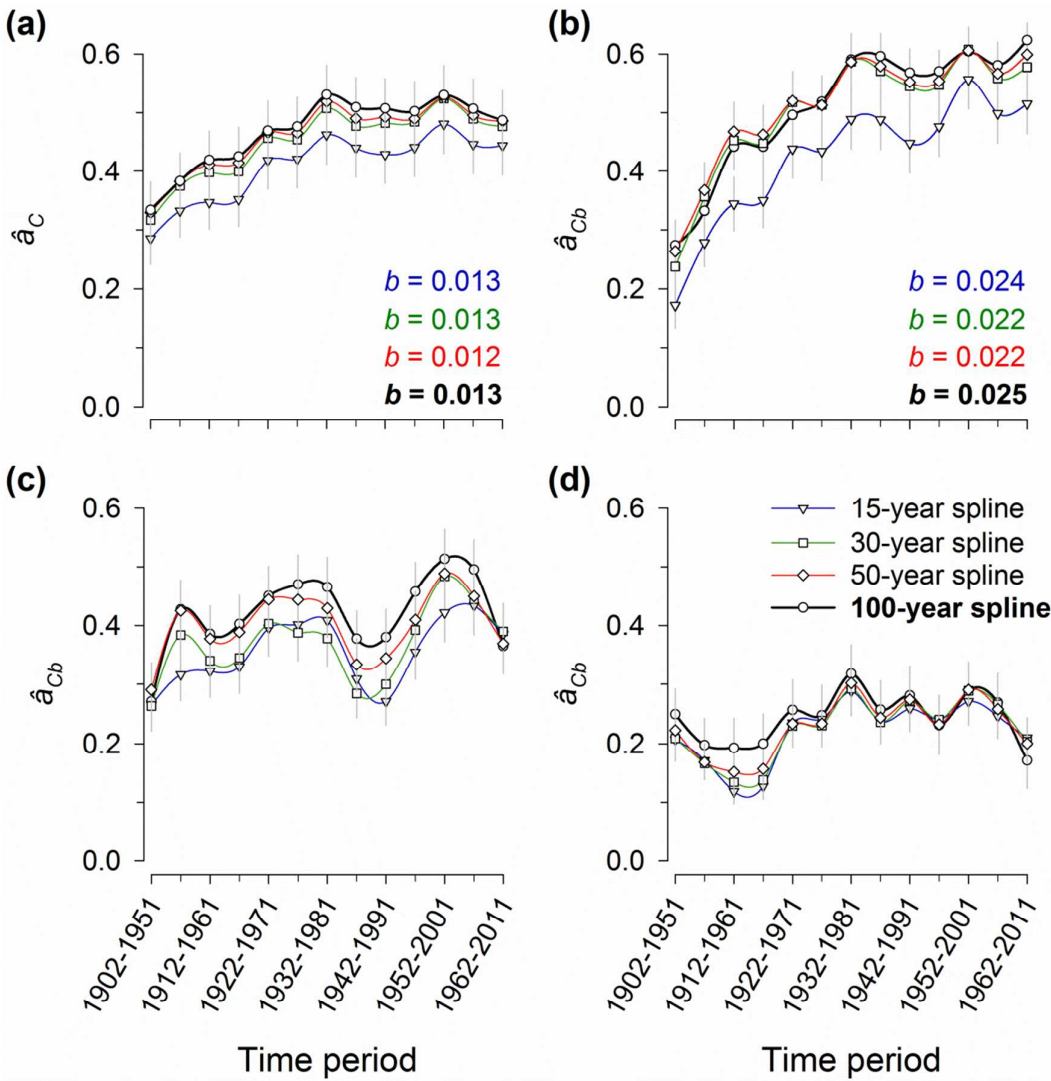 (a)
0.6
0.4
0.2
0.0
âC
b = 0.013
b = 0.013
b = 0.012
b = 0.013
(b)
0.6
0.4
0.2
0.0
âCb
b = 0.024
b = 0.022
b = 0.022
b = 0.025
(c)
0.6
0.4
0.2
0.0
âCb
1902-1951
1912-1961
1922-1971
1932-1981
1942-1991
1952-2001
1962-2011
Time period
(d)
0.6
0.4
0.2
0.0
âCb
15-year spline
30-year spline
50-year spline
100-year spline
1902-1951
1912-1961
1922-1971
1932-1981
1942-1991
1952-2001
1962-2011
Time period